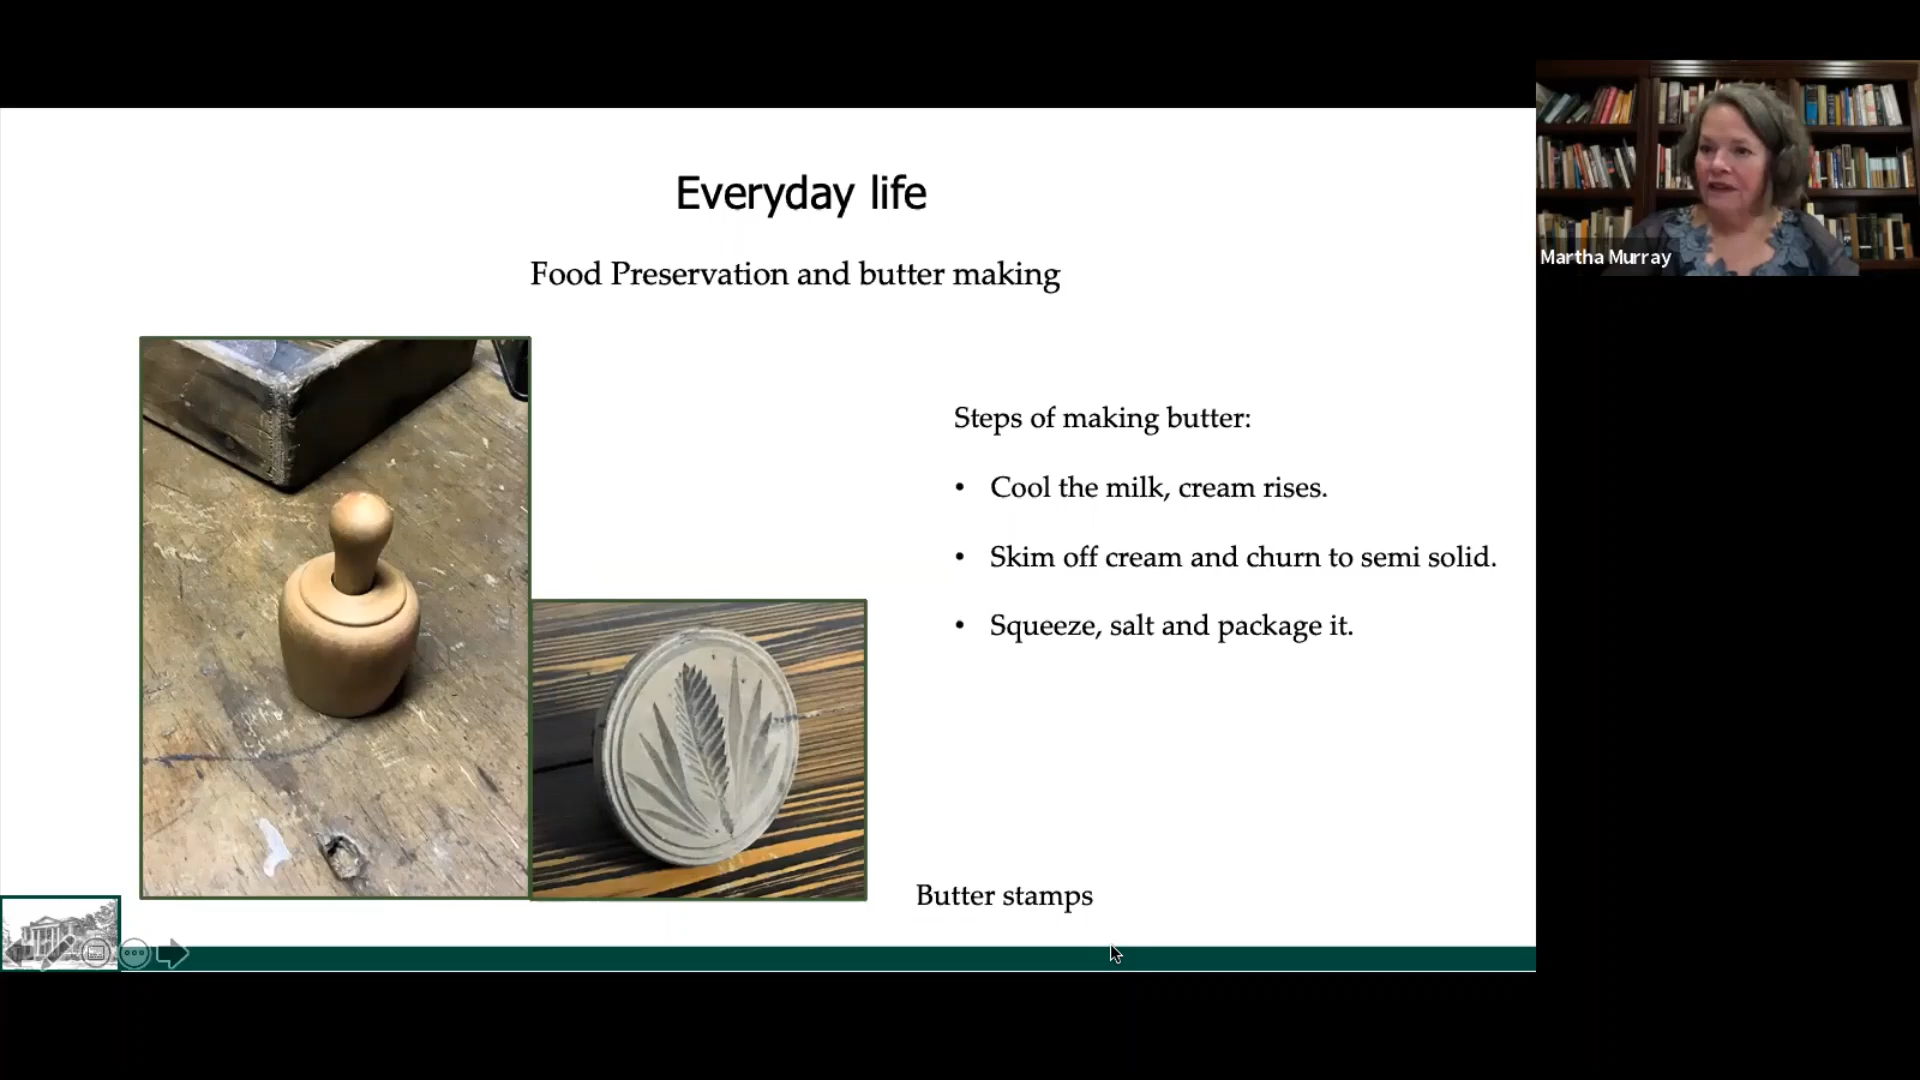 Everyday life
Food Preservation and butter making
Steps of making butter:
• Cool the milk, cream rises.
• Skim off cream and churn to semi solid.
• Squeeze, salt and package it.
Butter stamps
Martha Murray